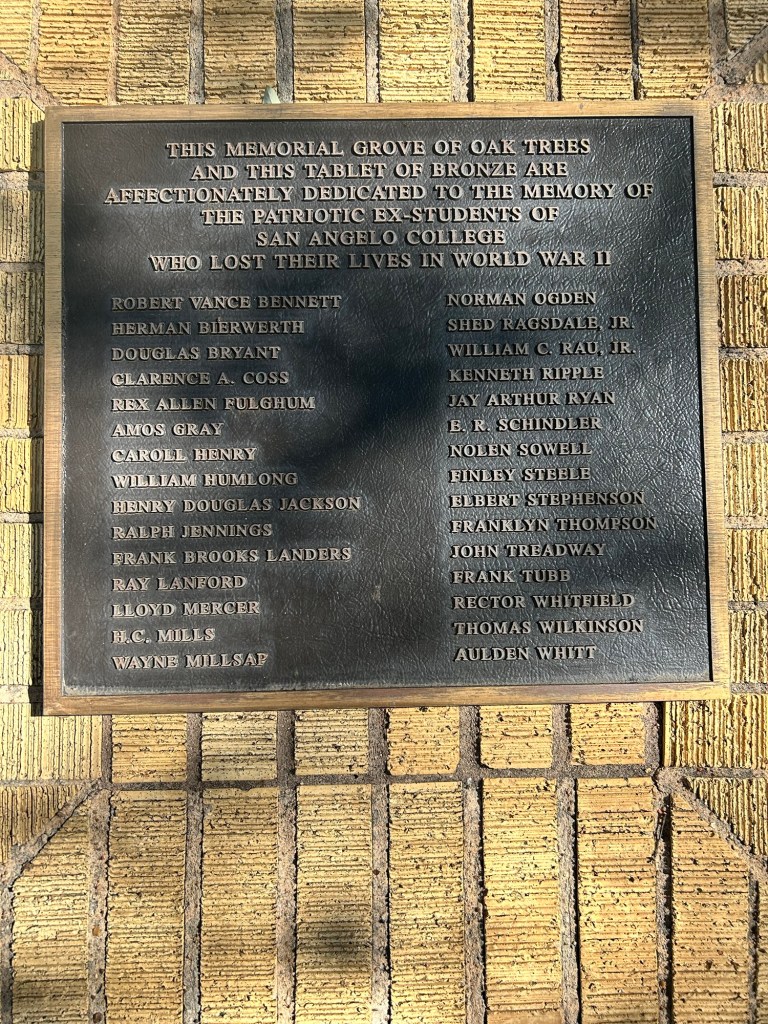 THIS MEMORIAL GROVE OF OAK TREES
AND THIS TABLET OF BRONZE ARE
AFFECTIONATELY DEDICATED TO THE MEMORY OF
THE PATRIOTIC EX-STUDENTS OF
SAN ANGELO COLLEGE
WHO LOST THEIR LIVES IN WORLD WAR II
ROBERT VANCE BENNETT
HERMAN BIERWERTH
DOUGLAS BRYANT
CLARENCE A. COSS
REX ALLEN FULGHUM
AMOS GRAY
CAROLL HENRY
WILLIAM HUMLONG
HENRY DOUGLAS JACKSON
RALPH JENNINGS
FRANK BROOKS LANDERS
RAY LANFORD
LLOYD MERCER
H.C. MILLS
WAYNE MILLSAP
NORMAN OGDEN
SHED RAGSDALE, JR.
WILLIAM C. RAU, JR.
KENNETH RIPPLE
JAY ARTHUR RYAN
E. R. SCHINDLER
NOLEN SOWELL
FINLEY STEELE
ELBERT STEPHENSON
FRANKLYN THOMPSON
JOHN TREADWAY
FRANK TUBB
RECTOR WHITFIELD
THOMAS WILKINSON
AULDEN WHITT